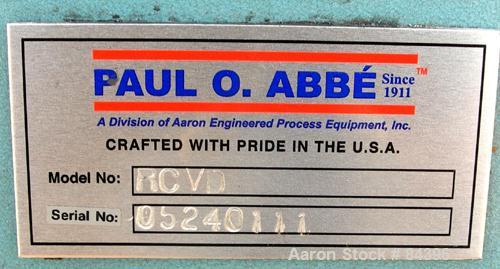 PAUL O. ABBÉ Since 1911 ™
A Division of Aaron Engineered Process Equipment, Inc.
CRAFTED WITH PRIDE IN THE U.S.A.
Model No: RCVD
Serial No: 05240111
Aaron Stock # 84396